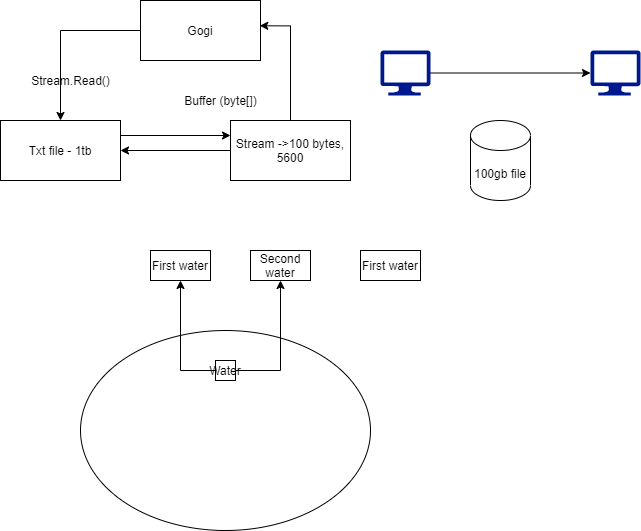 Gogi
Stream.Read()
Buffer (byte[])
Txt file - 1tb
Stream ->100 bytes,
5600
100gb file
First water
Second
water
First water
Water